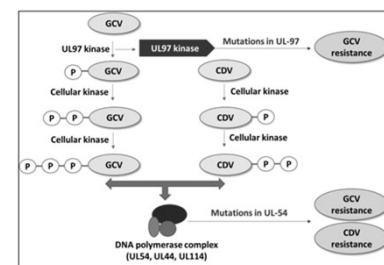 GCV
UL97 kinase
UL97 kinase
Mutations in UL-97
GCV
resistance
P
GCV
CDV
Cellular kinase
Cellular kinase
P
P
GCV
CDV
P
Cellular kinase
Cellular kinase
P
P
P
GCV
CDV
P
P
Mutations in UL-54
GCV
resistance
CDV
resistance
DNA polymerase complex
(UL54, UL44, UL114)